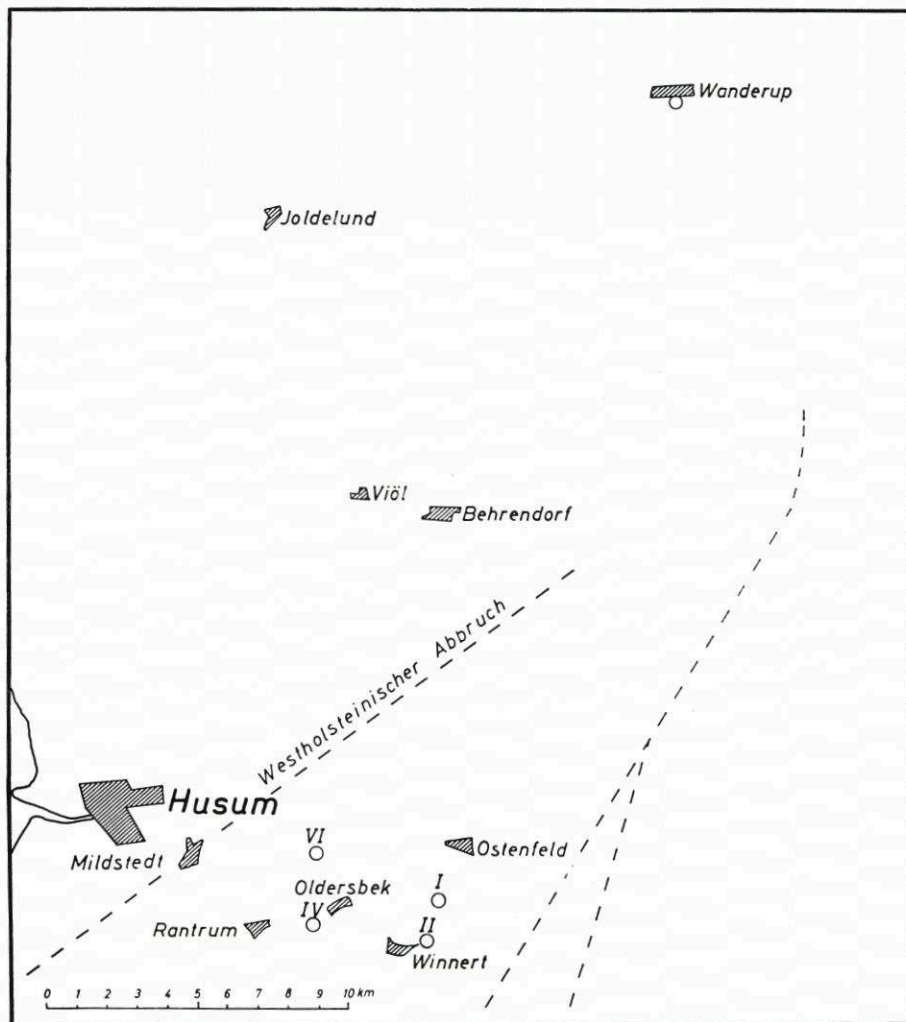 Wanderup
Joldelund
Viöl
Behrendorf
Westholsteinischer Abbruch
Husum
VI
Ostenfeld
Mildstedt
Oldersbek
I
IV
Rantrum
II
Winnert
0 1 2 3 4 5 6 7 8 9 10 km